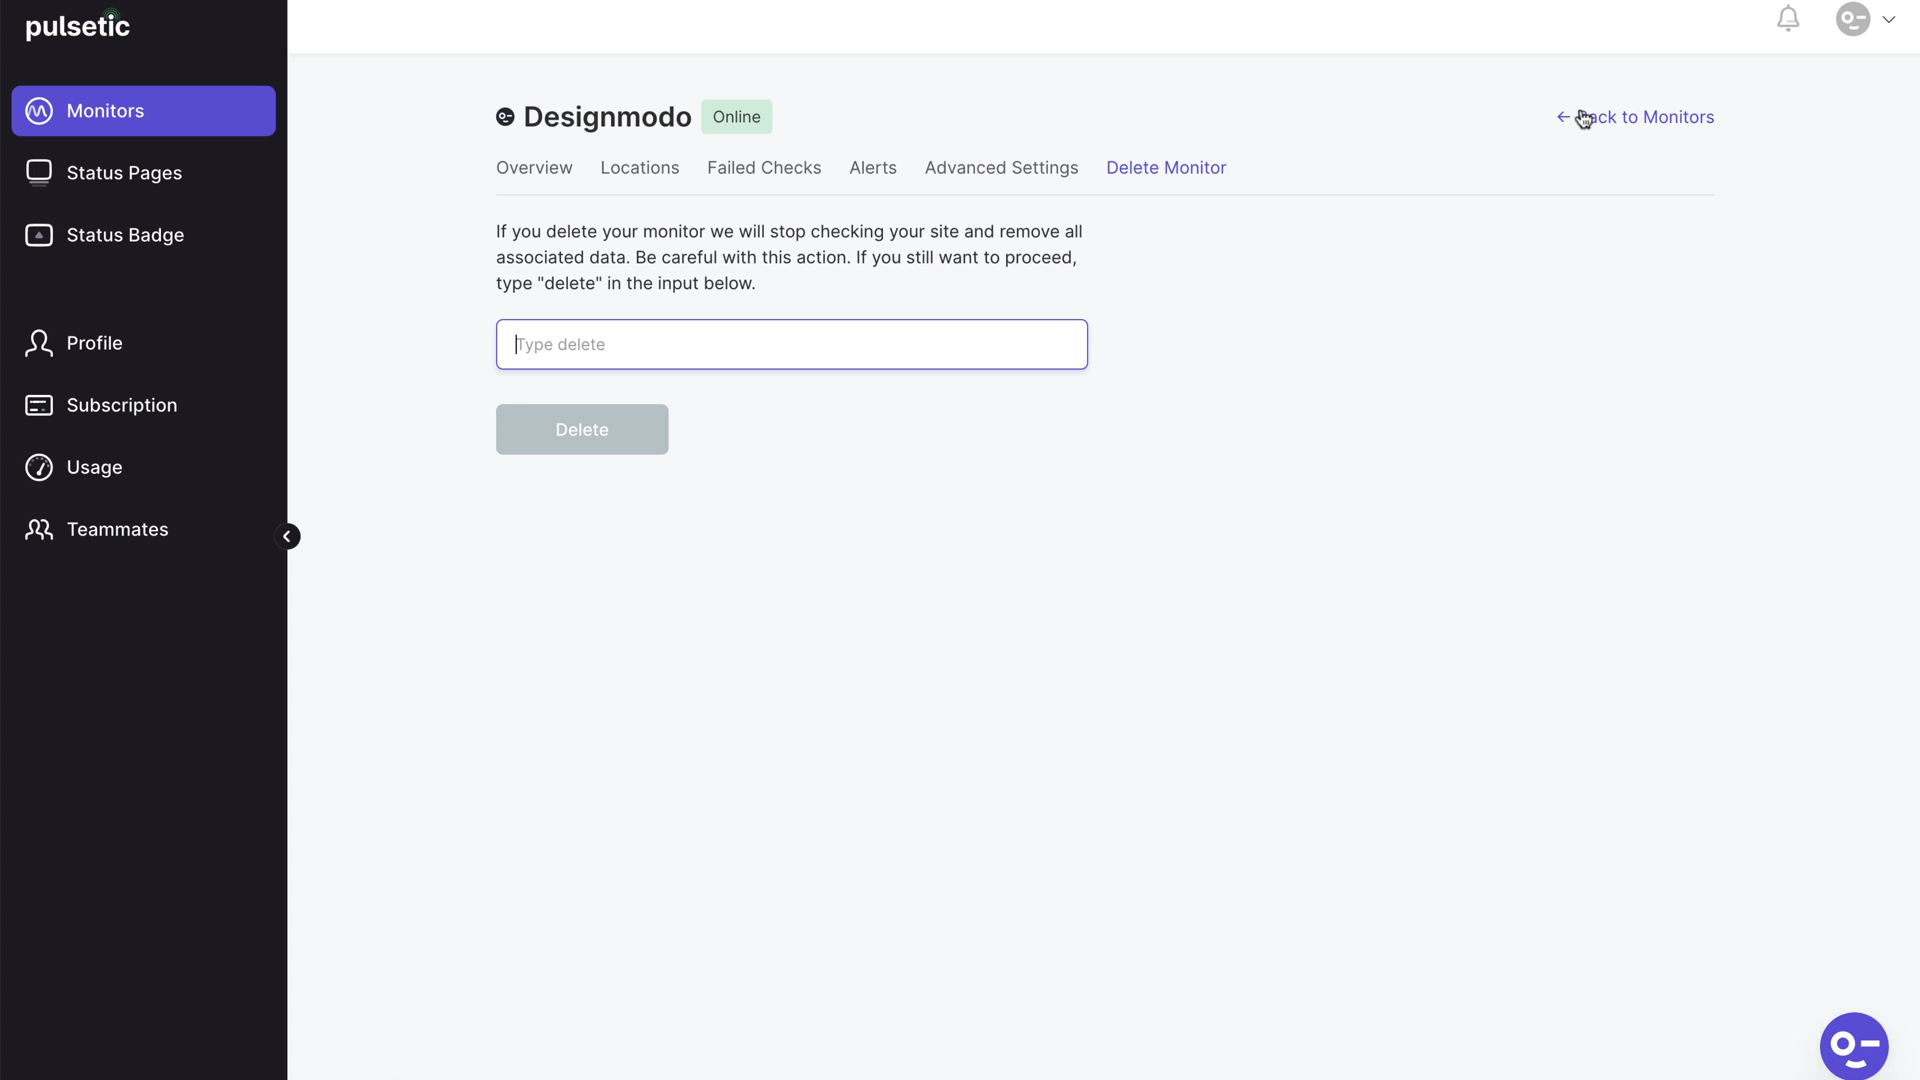 pulsetic
Monitors
Status Pages
Status Badge
Profile
Subscription
Usage
Teammates
Designmodo
Online
← to Monitors
Overview
Locations
Failed Checks
Alerts
Advanced Settings
Delete Monitor
If you delete your monitor we will stop checking your site and remove all
associated data. Be careful with this action. If you still want to proceed,
type "delete" in the input below.
Type delete
Delete